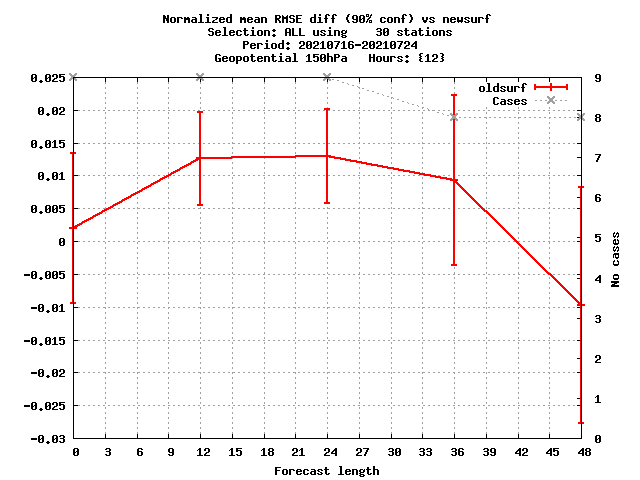 Normalized mean RMSE diff (90% conf) vs newsurf
Selection: ALL using    30 stations
Period: 20210716-20210724
Geopotential 150hPa   Hours: {12}
oldsurf
Cases
0.025
0.02
0.015
0.01
0.005
0
-0.005
-0.01
-0.015
-0.02
-0.025
-0.03
9
8
7
6
5
4
3
2
1
0
No cases
0 3 6 9 12 15 18 21 24 27 30 33 36 39 42 45 48
Forecast length